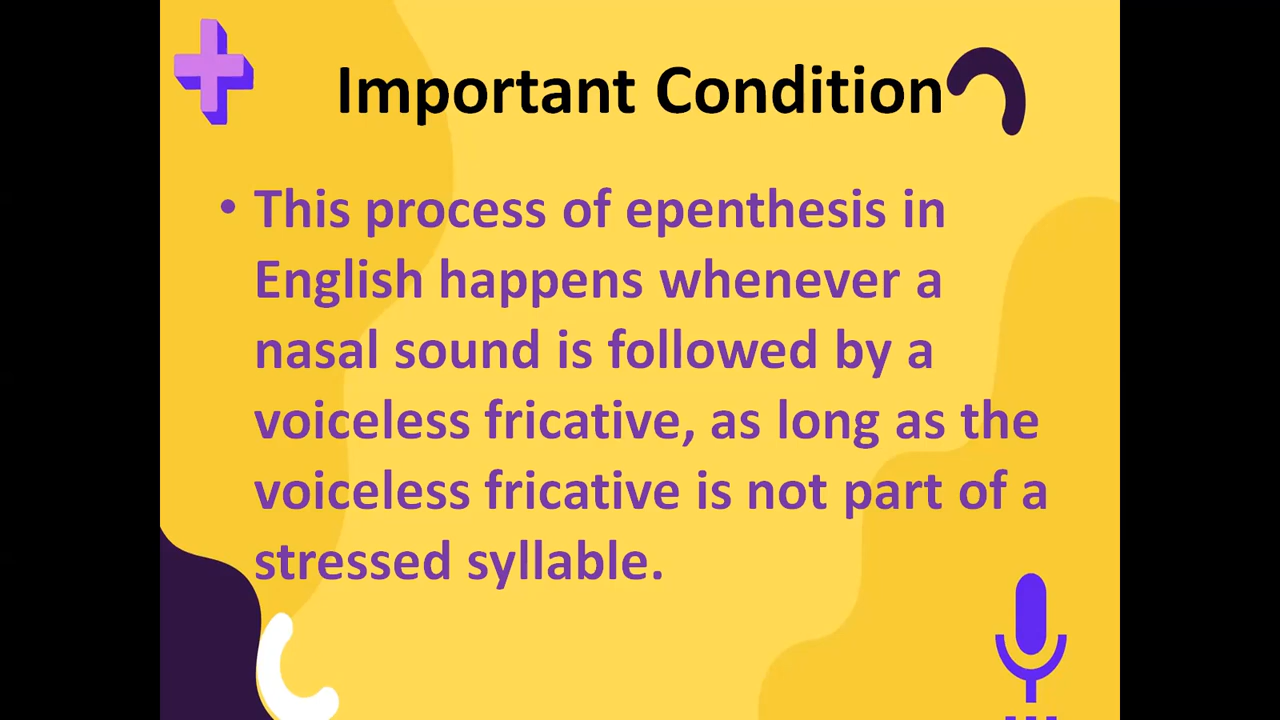 Important Condition
• This process of epenthesis in
English happens whenever a
nasal sound is followed by a
voiceless fricative, as long as the
voiceless fricative is not part of a
stressed syllable.